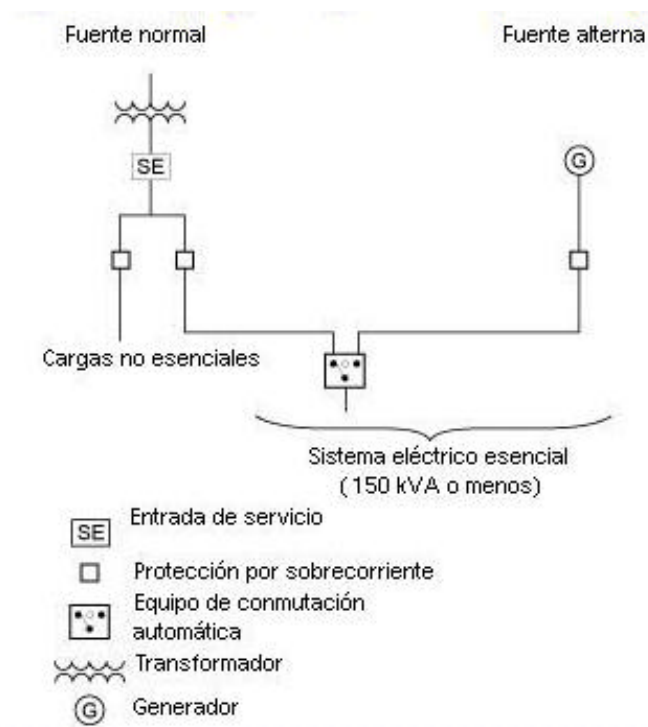 Fuente normal
Fuente alterna
SE
G
Cargas no esenciales
Sistema eléctrico esencial
(150 kVA o menos)
SE Entrada de servicio
Protección por sobrecorriente
Equipo de conmutación
automática
Transformador
G Generador